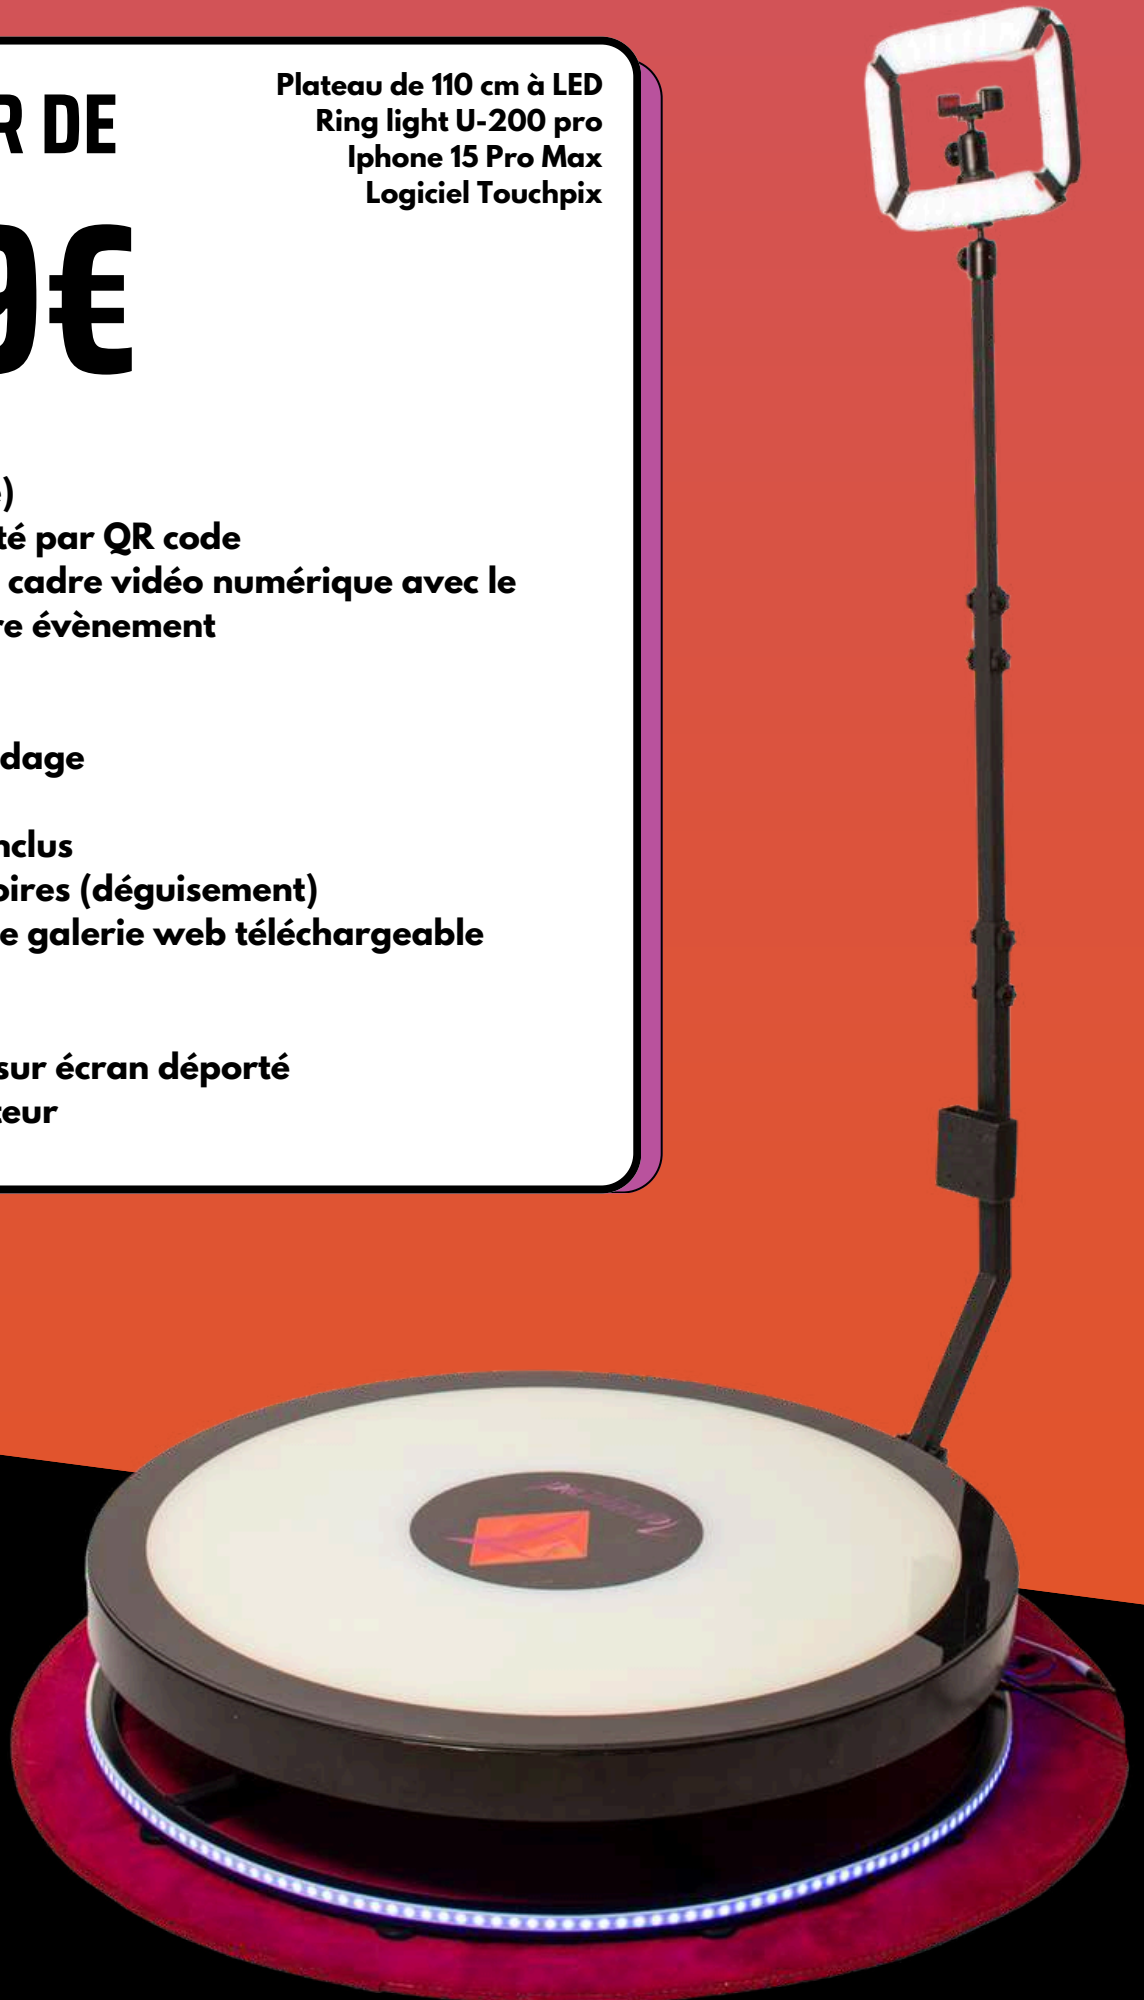 R DE
9€
Plateau de 110 cm à LED
Ring light U-200 pro
Iphone 15 Pro Max
Logiciel Touchpix
)
té par QR code
cadre vidéo numérique avec le
re évènement
dage
nclus
oires (déguisement)
e galerie web téléchargeable
sur écran déporté
teur